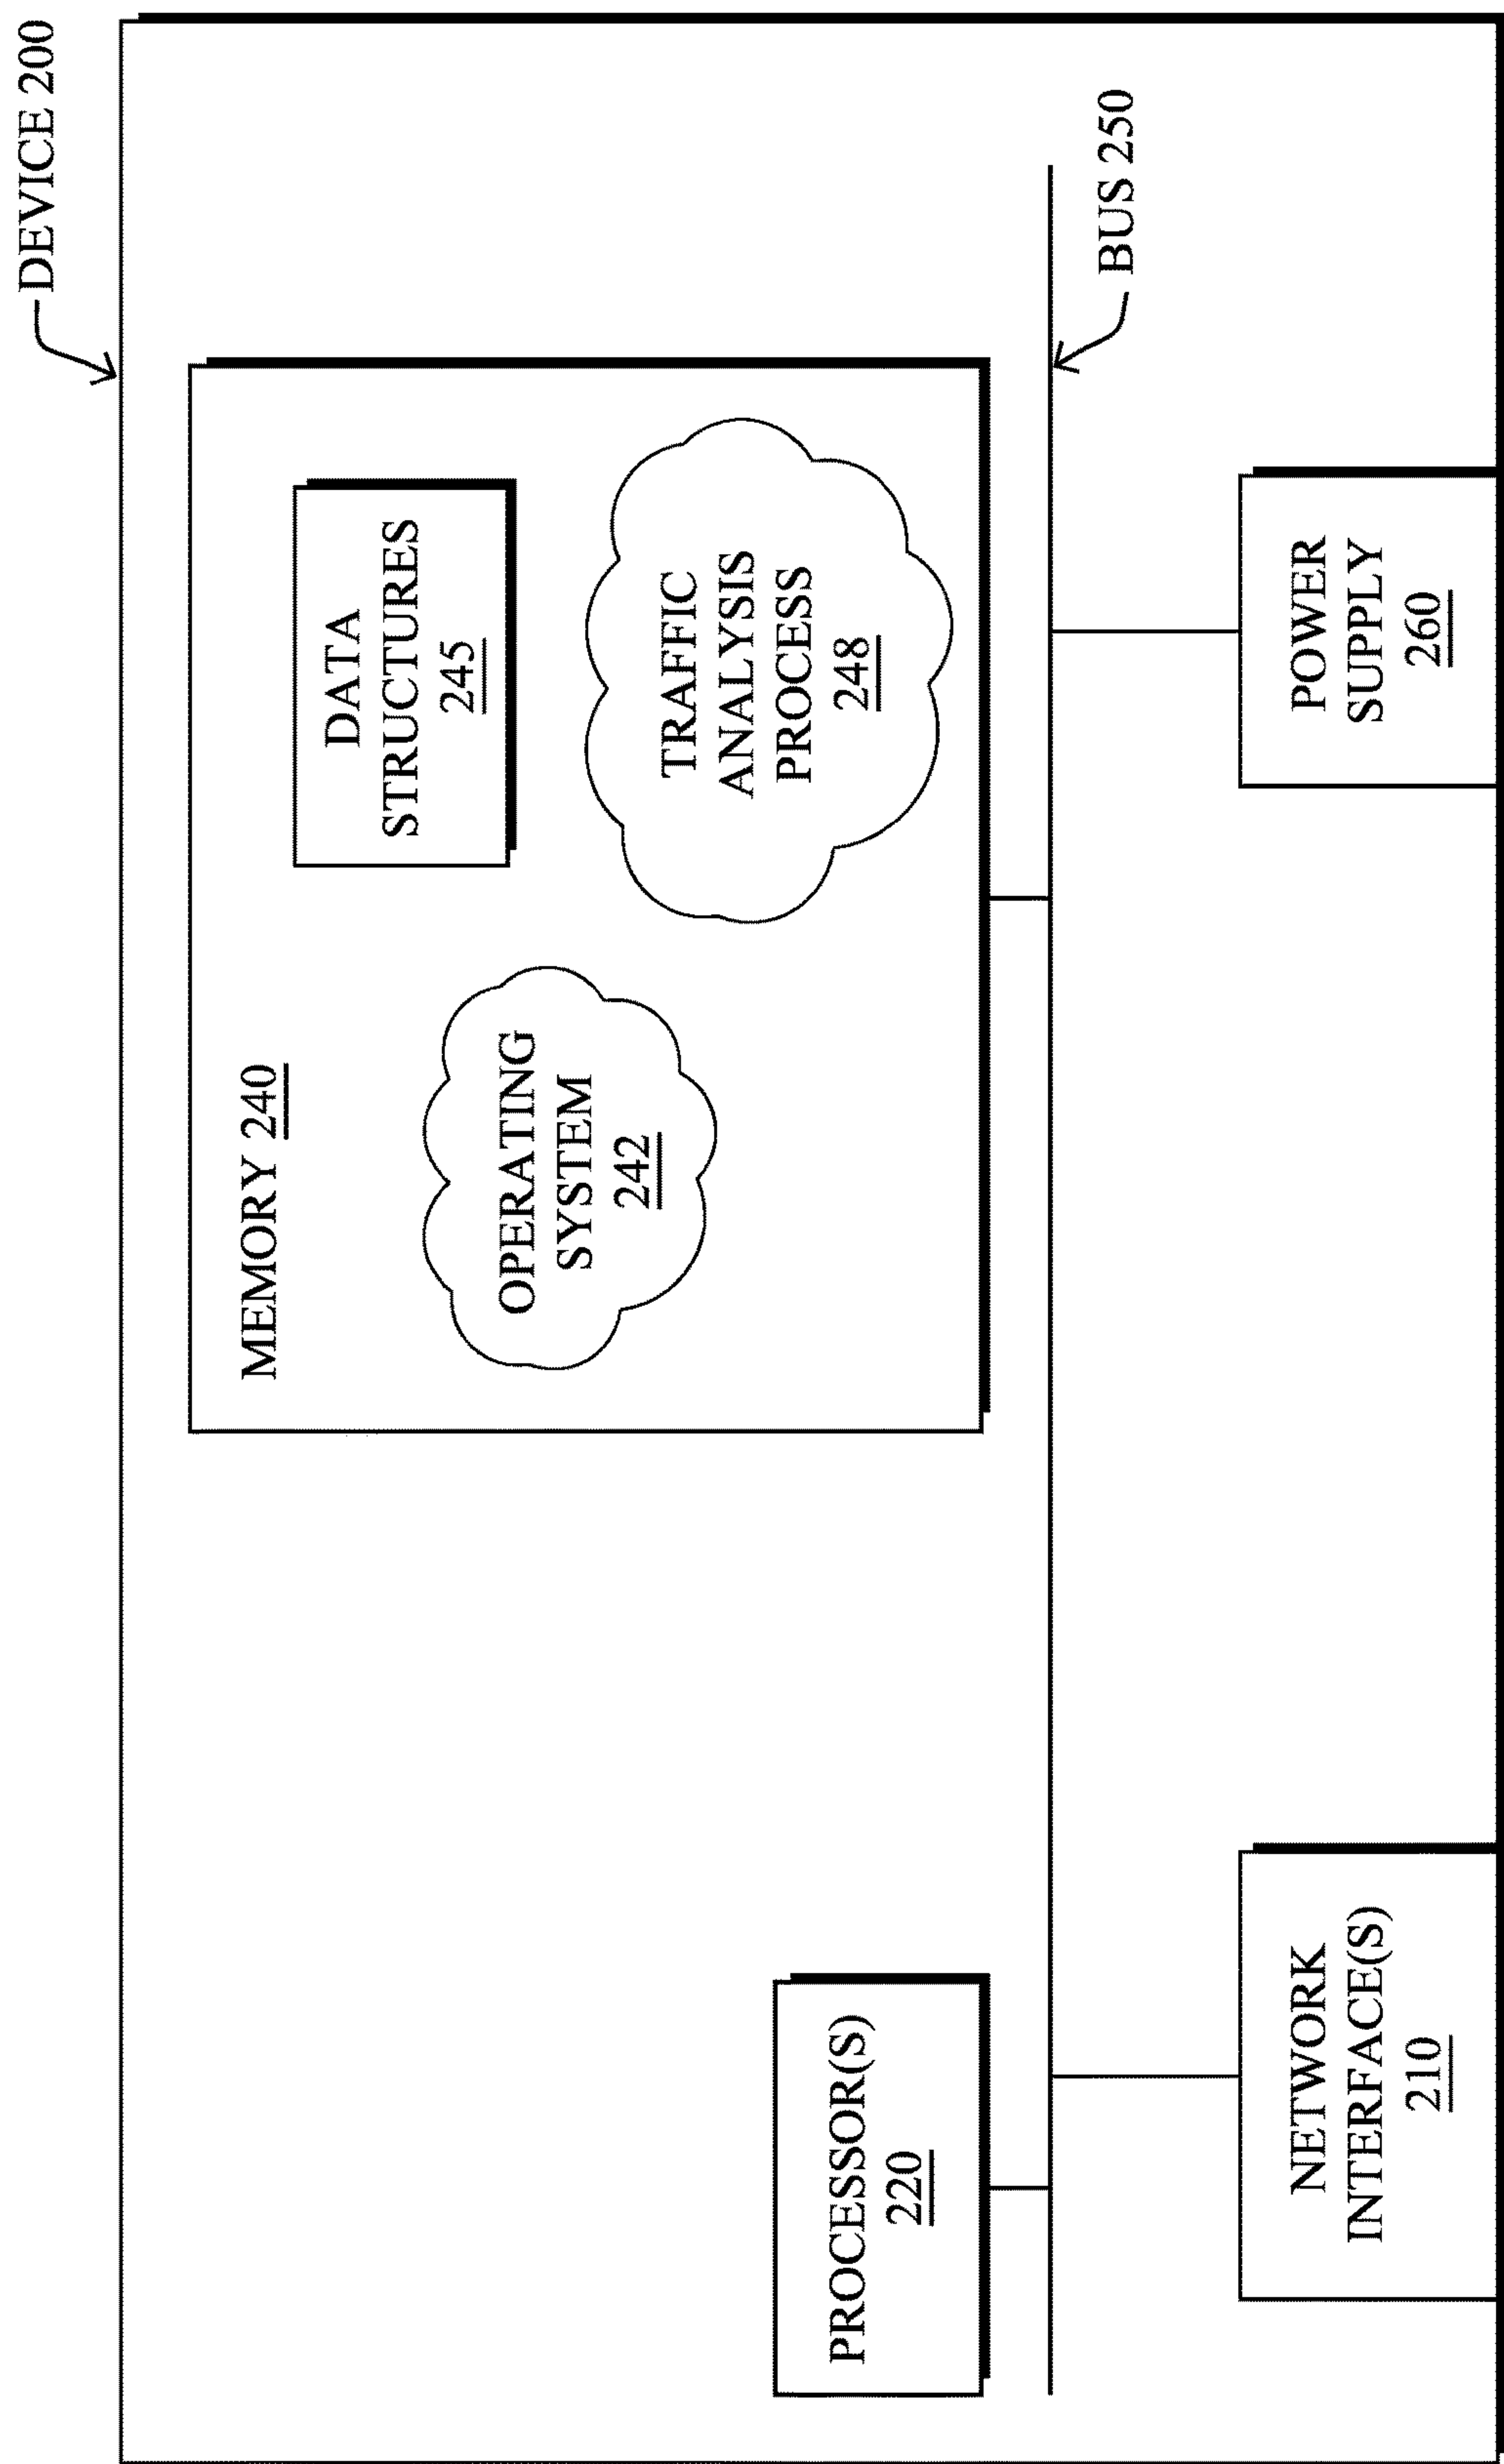 DEVICE 200
MEMORY 240
DATA
STRUCTURES
245
OPERATING
SYSTEM
242
TRAFFIC
ANALYSIS
PROCESS
248
PROCESSOR(S)
220
BUS 250
NETWORK
INTERFACE(S)
210
POWER
SUPPLY
260